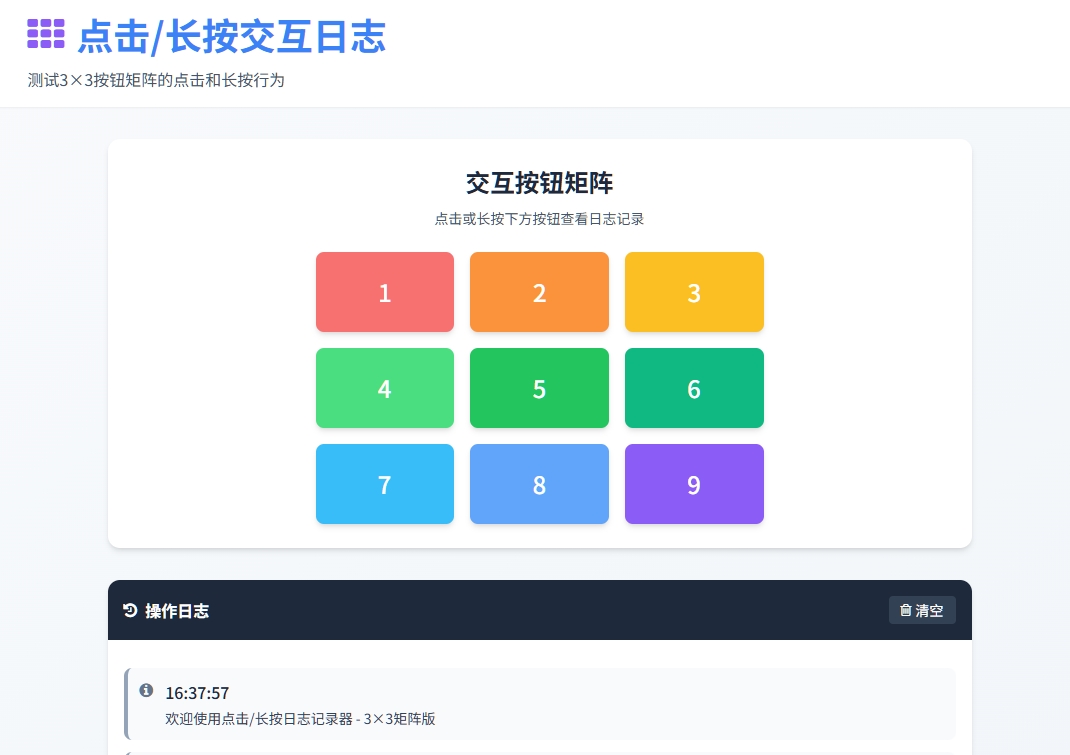 点击/长按交互日志
测试3×3按钮矩阵的点击和长按行为
交互按钮矩阵
点击或长按下方按钮查看日志记录
1 2 3
4 5 6
7 8 9
操作日志 清空
16:37:57
欢迎使用点击/长按日志记录器 - 3×3矩阵版